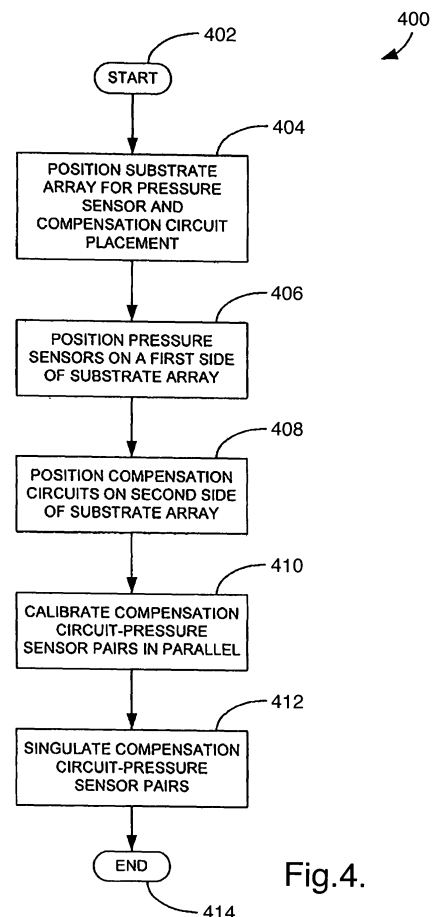 400
402
START
404
POSITION SUBSTRATE
ARRAY FOR PRESSURE
SENSOR AND
COMPENSATION CIRCUIT
PLACEMENT
406
POSITION PRESSURE
SENSORS ON A FIRST SIDE
OF SUBSTRATE ARRAY
408
POSITION COMPENSATION
CIRCUITS ON SECOND SIDE
OF SUBSTRATE ARRAY
410
CALIBRATE COMPENSATION
CIRCUIT-PRESSURE
SENSOR PAIRS IN PARALLEL
412
SINGULATE COMPENSATION
CIRCUIT-PRESSURE
SENSOR PAIRS
END
414
Fig.4.